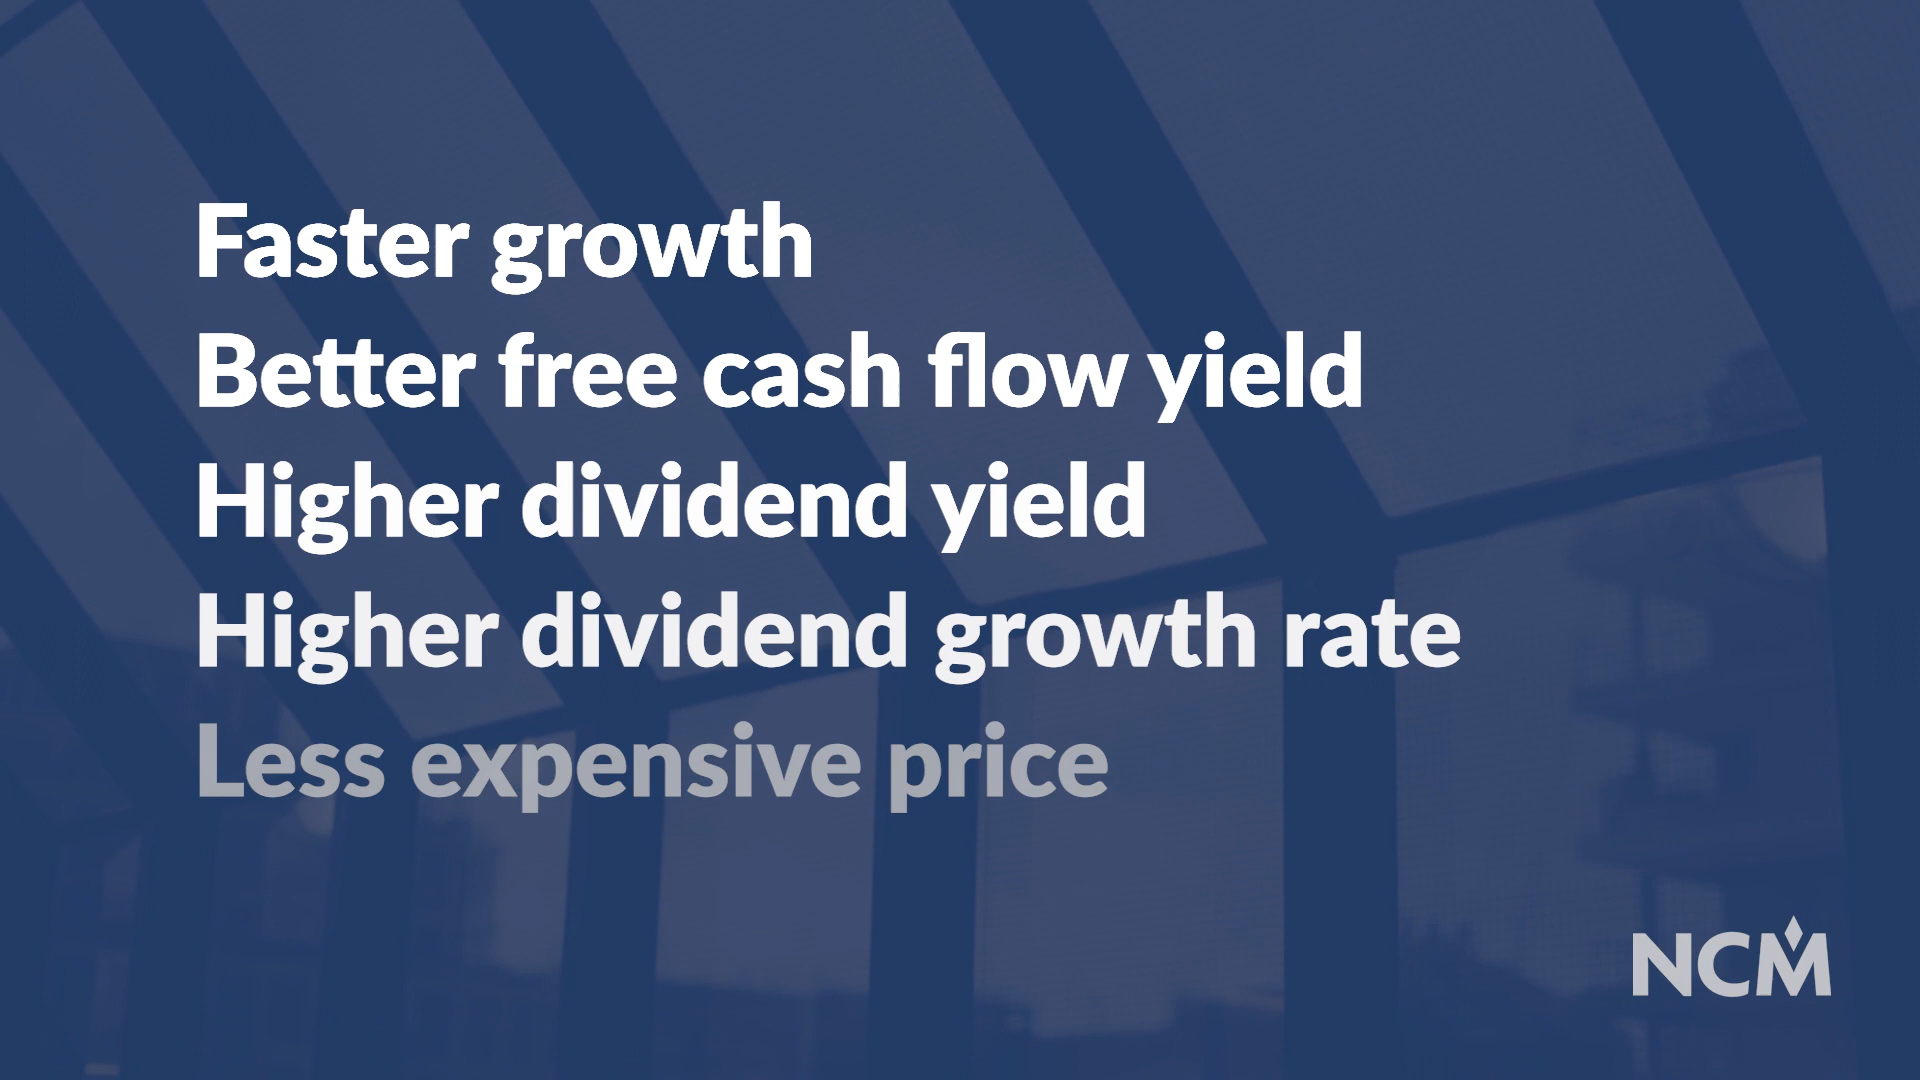 Faster growth
Better free cash flow yield
Higher dividend yield
Higher dividend growth rate
Less expensive price
NCM